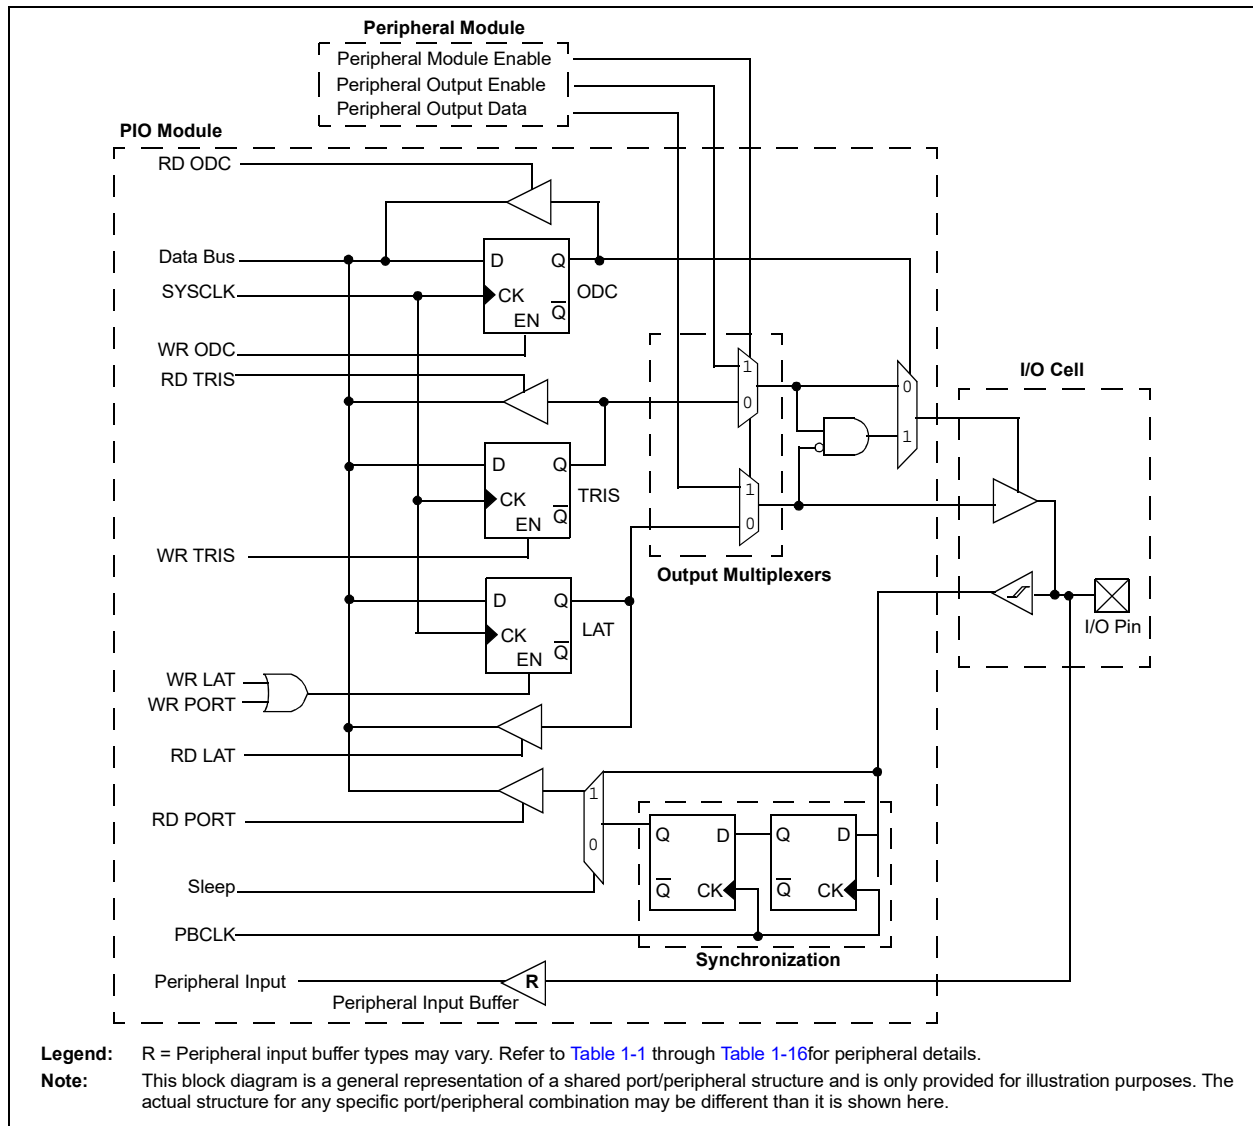 Peripheral Module
Peripheral Module Enable
Peripheral Output Enable
Peripheral Output Data
PIO Module
RD ODC
Data Bus
D
Q
SYSCLK
CK
ODC
Q
EN
WR ODC
RD TRIS
1
0
I/O Cell
0
1
D
Q
CK
TRIS
Q
EN
1
0
WR TRIS
Output Multiplexers
D
Q
CK
LAT
Q
EN
I/O Pin
WR LAT
WR PORT
RD LAT
RD PORT
1
0
Q
D
Q
D
Sleep
Q
CK
Q
CK
PBCLK
Synchronization
Peripheral Input
R
Peripheral Input Buffer
Legend: R = Peripheral input buffer types may vary. Refer to Table 1-1 through Table 1-16for peripheral details.
Note: This block diagram is a general representation of a shared port/peripheral structure and is only provided for illustration purposes. The
actual structure for any specific port/peripheral combination may be different than it is shown here.